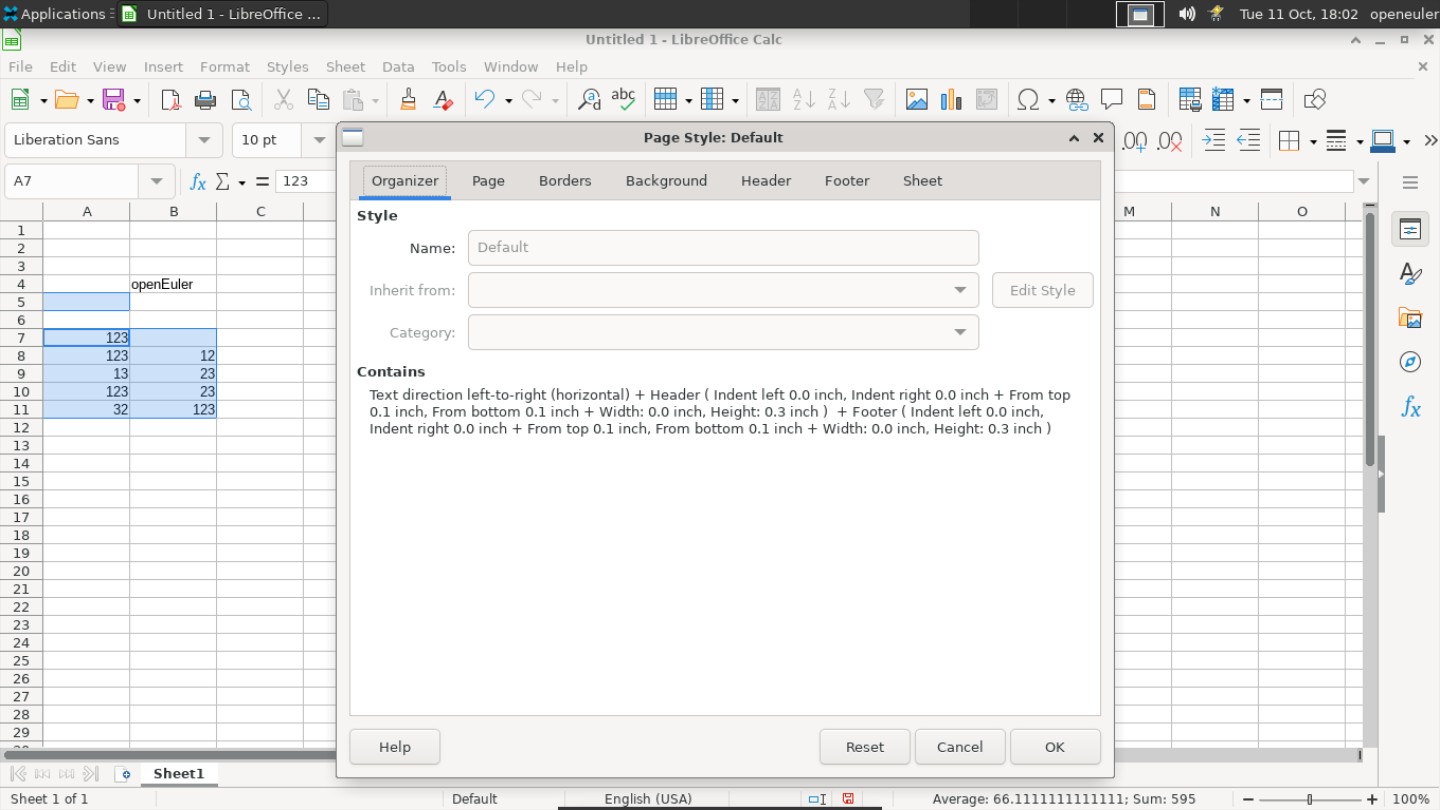 Applications
Untitled 1 - LibreOffice ...
Tue 11 Oct, 18:02
openeuler
Untitled 1 - LibreOffice Calc
File Edit View Insert Format Styles Sheet Data Tools Window Help
Liberation Sans
10 pt
A7
123
A B C M N O
1
2
3
4 openEuler
5
6
7 123
8 123 12
9 13 23
10 123 23
11 32 123
12
13
14
15
16
17
18
19
20
21
22
23
24
25
26
27
28
29
Page Style: Default
Organizer Page Borders Background Header Footer Sheet
Style
Name: Default
Inherit from: Edit Style
Category:
Contains
Text direction left-to-right (horizontal) + Header ( Indent left 0.0 inch, Indent right 0.0 inch + From top
0.1 inch, From bottom 0.1 inch + Width: 0.0 inch, Height: 0.3 inch )  + Footer ( Indent left 0.0 inch,
Indent right 0.0 inch + From top 0.1 inch, From bottom 0.1 inch + Width: 0.0 inch, Height: 0.3 inch )
Help Reset Cancel OK
Sheet1
Sheet 1 of 1 Default English (USA) Average: 66.1111111111111; Sum: 595 100%